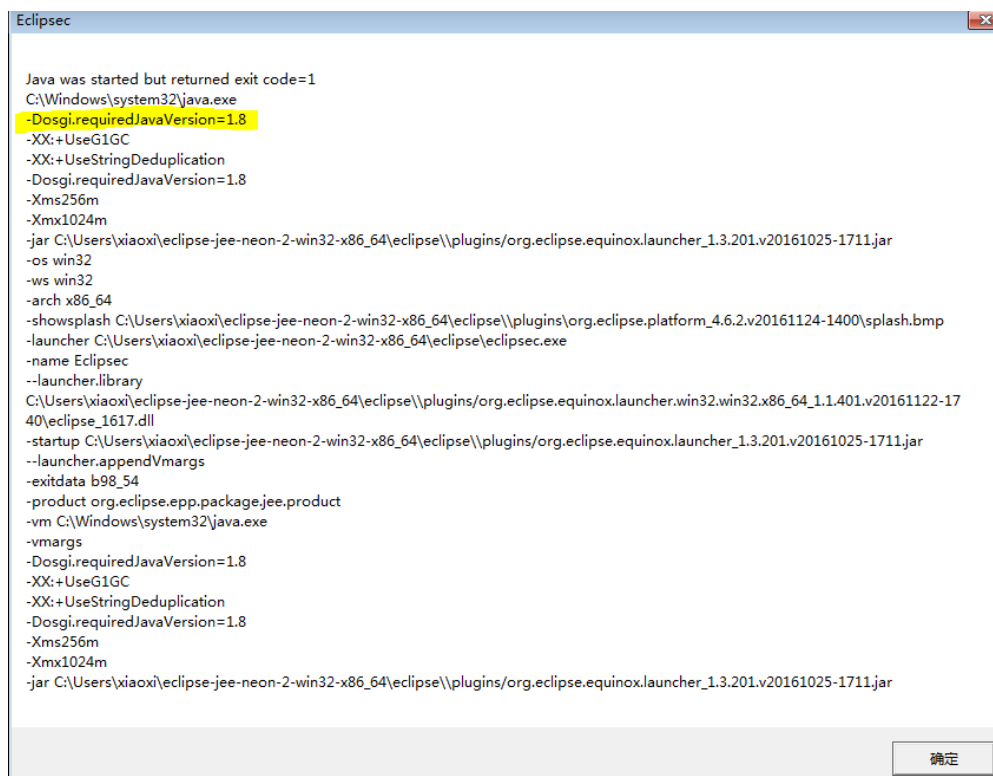 Eclipsec
Java was started but returned exit code=1
C:\Windows\system32\java.exe
-Dosgi.requiredJavaVersion=1.8
-XX:+UseG1GC
-XX:+UseStringDeduplication
-Dosgi.requiredJavaVersion=1.8
-Xms256m
-Xmx1024m
-jar C:\Users\xiaoxi\eclipse-jee-neon-2-win32-x86_64\eclipse\\plugins/org.eclipse.equinox.launcher_1.3.201.v20161025-1711.jar
-os win32
-ws win32
-arch x86_64
-showsplash C:\Users\xiaoxi\eclipse-jee-neon-2-win32-x86_64\eclipse\\plugins\org.eclipse.platform_4.6.2.v20161124-1400\splash.bmp
-launcher C:\Users\xiaoxi\eclipse-jee-neon-2-win32-x86_64\eclipse\eclipsec.exe
-name Eclipsec
--launcher.library
C:\Users\xiaoxi\eclipse-jee-neon-2-win32-x86_64\eclipse\\plugins/org.eclipse.equinox.launcher.win32.win32.x86_64_1.1.401.v20161122-17
40\eclipse_1617.dll
-startup C:\Users\xiaoxi\eclipse-jee-neon-2-win32-x86_64\eclipse\\plugins/org.eclipse.equinox.launcher_1.3.201.v20161025-1711.jar
--launcher.appendVmargs
-exitdata b98_54
-product org.eclipse.epp.package.jee.product
-vm C:\Windows\system32\java.exe
-vmargs
-Dosgi.requiredJavaVersion=1.8
-XX:+UseG1GC
-XX:+UseStringDeduplication
-Dosgi.requiredJavaVersion=1.8
-Xms256m
-Xmx1024m
-jar C:\Users\xiaoxi\eclipse-jee-neon-2-win32-x86_64\eclipse\\plugins/org.eclipse.equinox.launcher_1.3.201.v20161025-1711.jar
确定